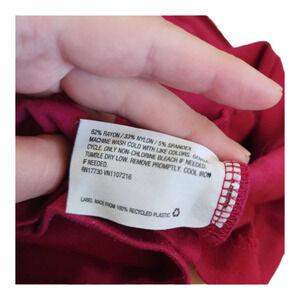 62% RAYON / 33% NYLON / 5% SPANDEX
MACHINE WASH COLD WITH LIKE COLORS. GENTLE
CYCLE. ONLY NON-CHLORINE BLEACH IF NEEDED.
TUMBLE DRY LOW. REMOVE PROMPTLY. COOL IRON
IF NEEDED.
RN17730 VN1107216
LABEL MADE FROM 100% RECYCLED PLASTIC